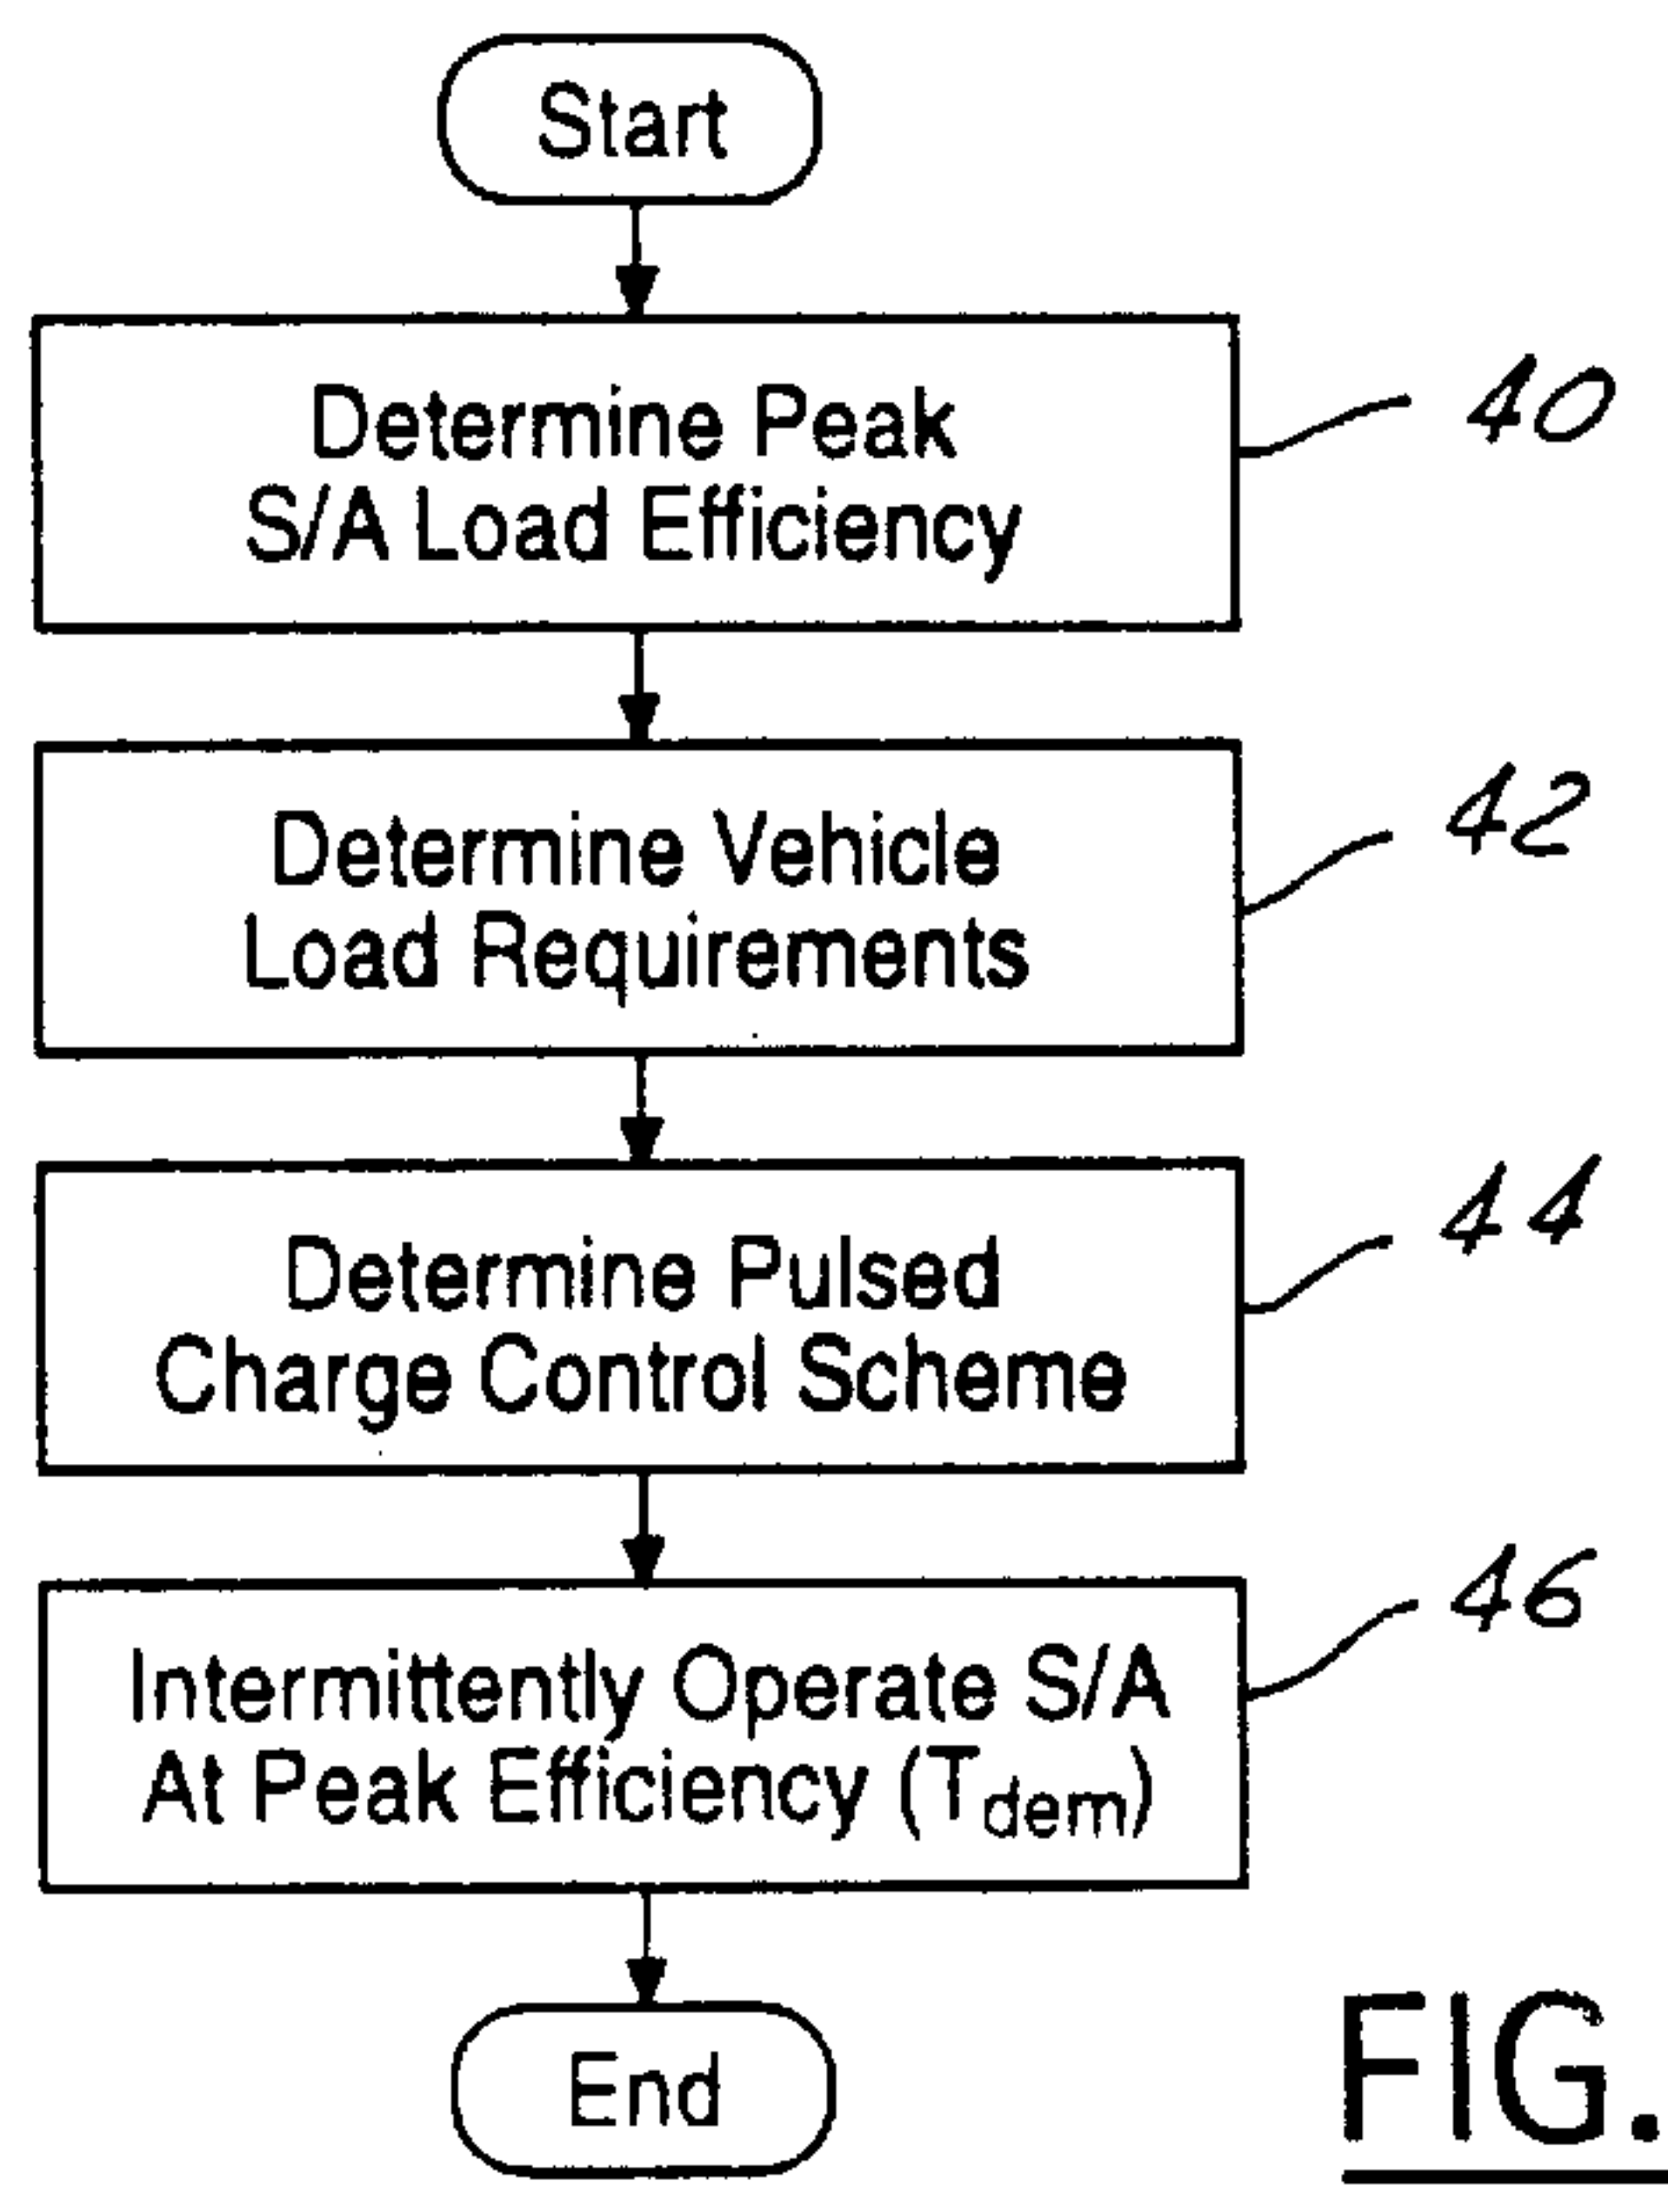 Start
Determine Peak
S/A Load Efficiency
40
Determine Vehicle
Load Requirements
42
Determine Pulsed
Charge Control Scheme
44
Intermittently Operate S/A
At Peak Efficiency (Tdem)
46
End
FIG.